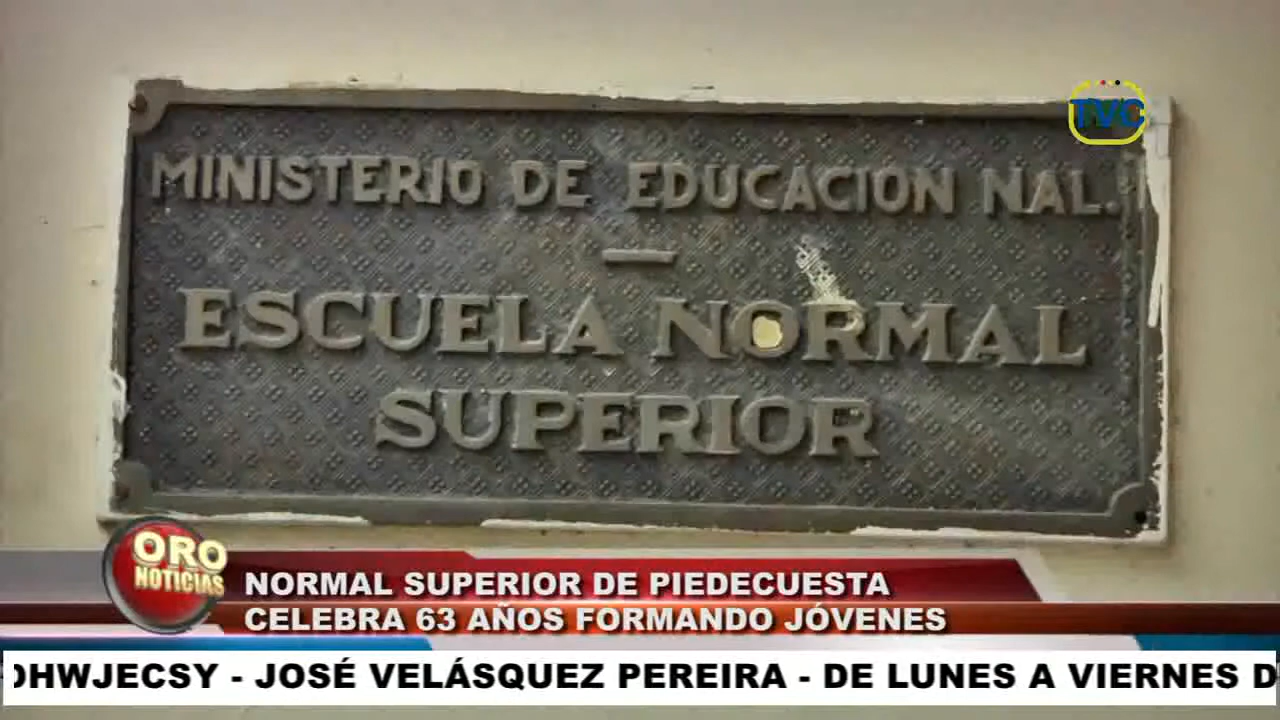 TVC
MINISTERIO DE EDUCACION NAL.
ESCUELA NORMAL
SUPERIOR
ORO
NOTICIAS
NORMAL SUPERIOR DE PIEDECUESTA
CELEBRA 63 AÑOS FORMANDO JÓVENES
OHWJECSY - JOSÉ VELÁSQUEZ PEREIRA - DE LUNES A VIERNES D